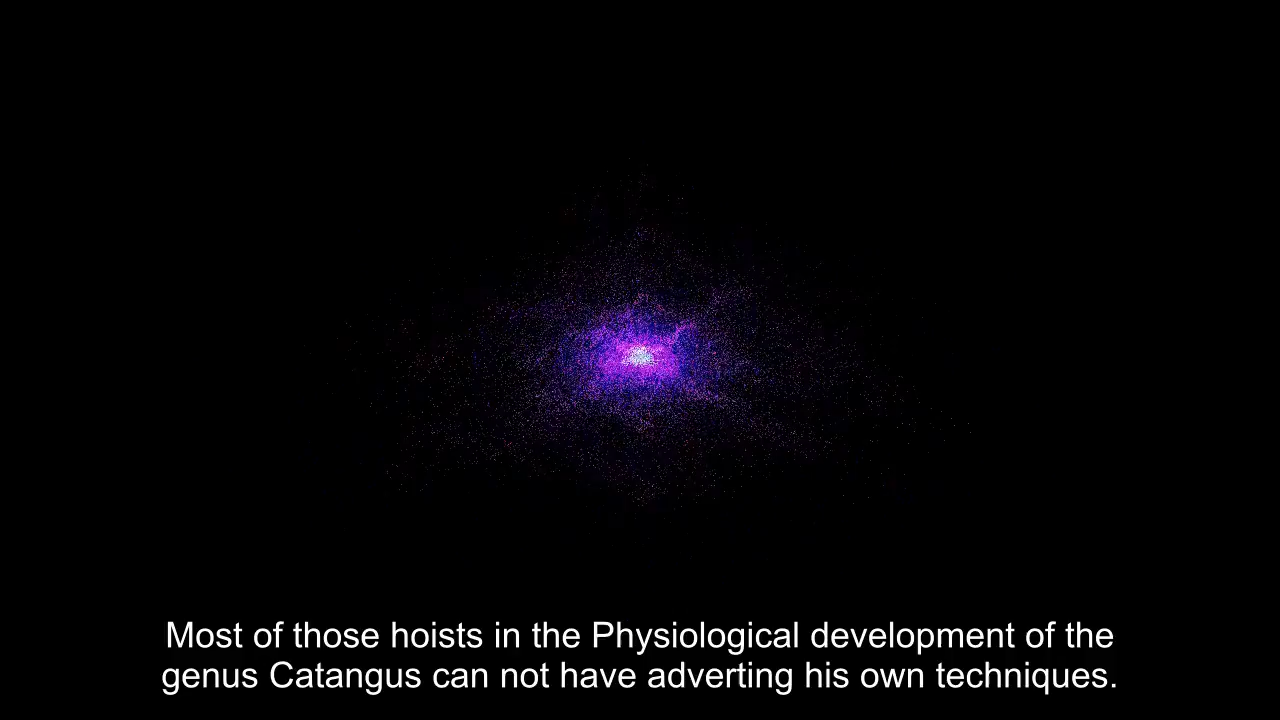 Most of those hoists in the Physiological development of the
genus Catangus can not have adverting his own techniques.